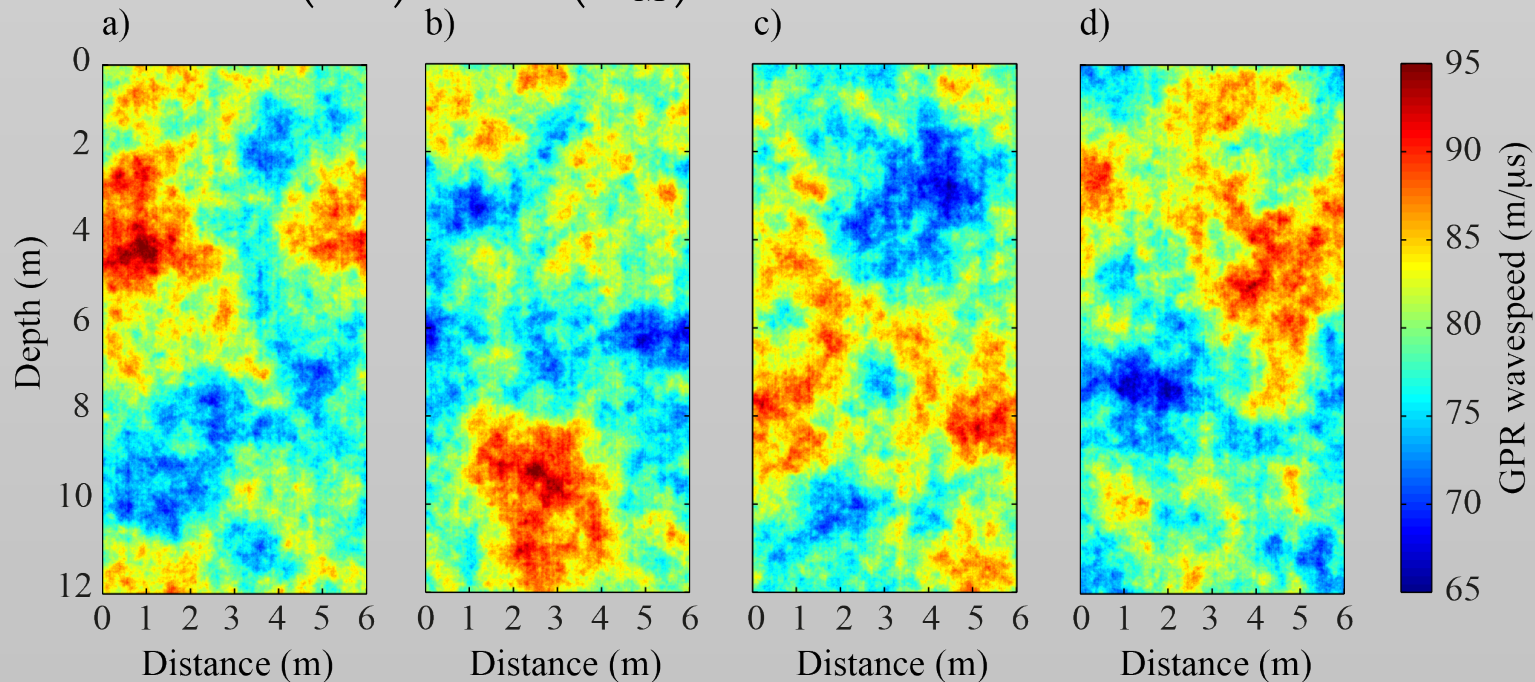 a) b) c) d)
0 2 4 6 8 10 12
Depth (m)
0 1 2 3 4 5 6
Distance (m)
0 1 2 3 4 5 6
Distance (m)
0 1 2 3 4 5 6
Distance (m)
0 1 2 3 4 5 6
Distance (m)
95 90 85 80 75 70 65
GPR wavespeed (m/μs)